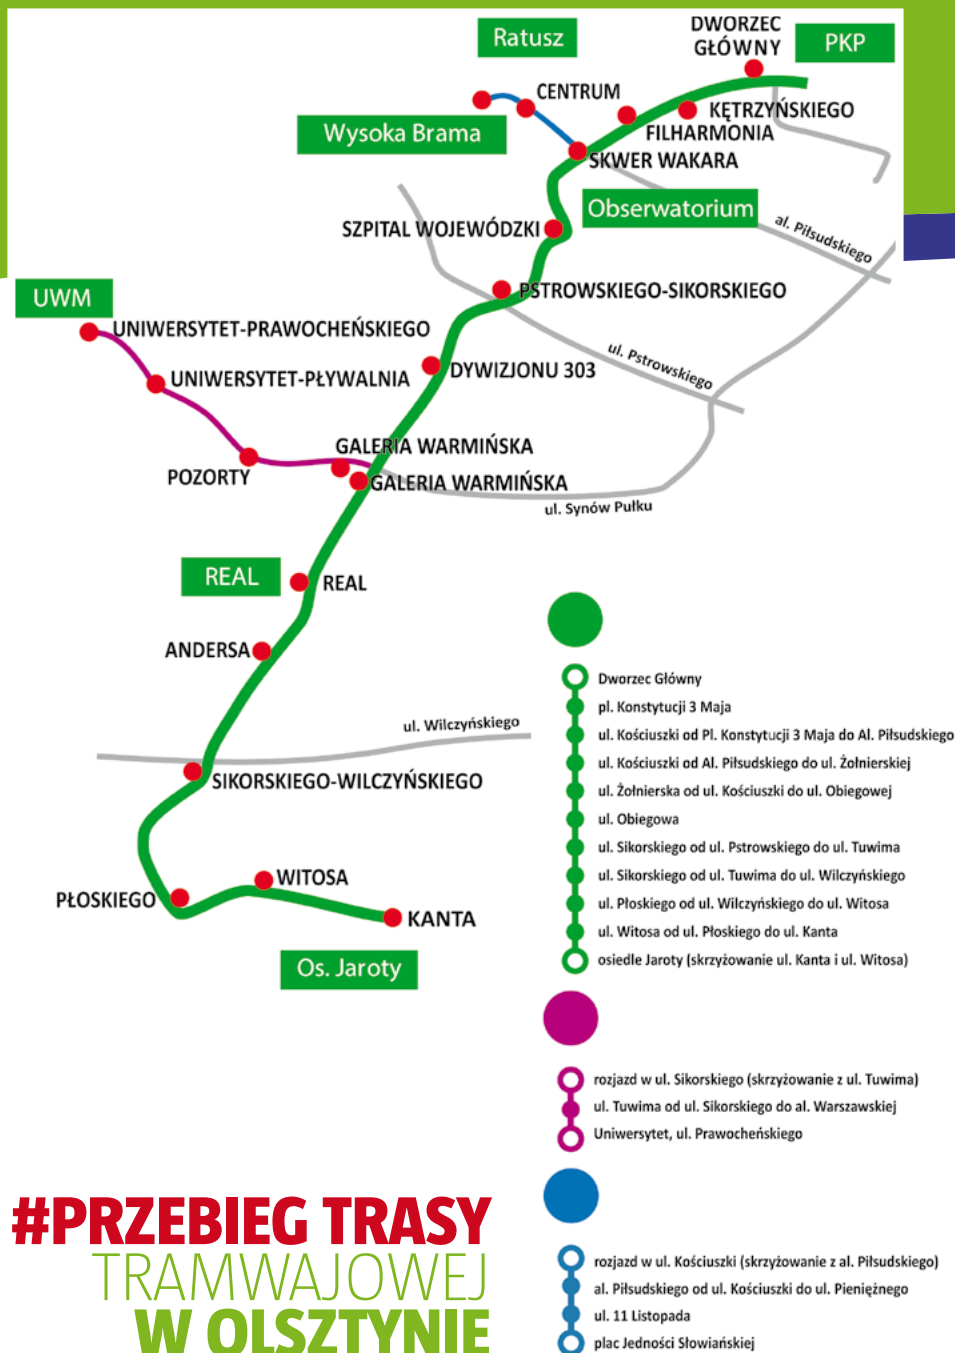 DWORZEC
GŁÓWNY
PKP
Ratusz
CENTRUM
KĘTRZYŃSKIEGO
FILHARMONIA
Wysoka Brama
SKWER WAKARA
Obserwatorium
SZPITAL WOJEWÓDZKI
al. Piłsudskiego
UWM
PSTROWSKIEGO-SIKORSKIEGO
UNIWERSYTET-PRAWOCHEŃSKIEGO
ul. Pstrowskiego
UNIWERSYTET-PŁYWALNIA
DYWIZJONU 303
GALERIA WARMIŃSKA
POZORTY
GALERIA WARMIŃSKA
ul. Synów Pułku
REAL
REAL
ANDERSA
ul. Wilczyńskiego
SIKORSKIEGO-WILCZYŃSKIEGO
WITOSA
PŁOSKIEGO
KANTA
Os. Jaroty
Dworzec Główny
pl. Konstytucji 3 Maja
ul. Kościuszki od Pl. Konstytucji 3 Maja do Al. Piłsudskiego
ul. Kościuszki od Al. Piłsudskiego do ul. Żołnierskiej
ul. Żołnierska od ul. Kościuszki do ul. Obiegowej
ul. Obiegowa
ul. Sikorskiego od ul. Pstrowskiego do ul. Tuwima
ul. Sikorskiego od ul. Tuwima do ul. Wilczyńskiego
ul. Płoskiego od ul. Wilczyńskiego do ul. Witosa
ul. Witosa od ul. Płoskiego do ul. Kanta
osiedle Jaroty (skrzyżowanie ul. Kanta i ul. Witosa)
rozjazd w ul. Sikorskiego (skrzyżowanie z ul. Tuwima)
ul. Tuwima od ul. Sikorskiego do al. Warszawskiej
Uniwersytet, ul. Prawocheńskiego
rozjazd w ul. Kościuszki (skrzyżowanie z al. Piłsudskiego)
al. Piłsudskiego od ul. Kościuszki do ul. Pieniężnego
ul. 11 Listopada
plac Jedności Słowiańskiej
#PRZEBIEG TRASY
TRAMWAJOWEJ
W OLSZTYNIE